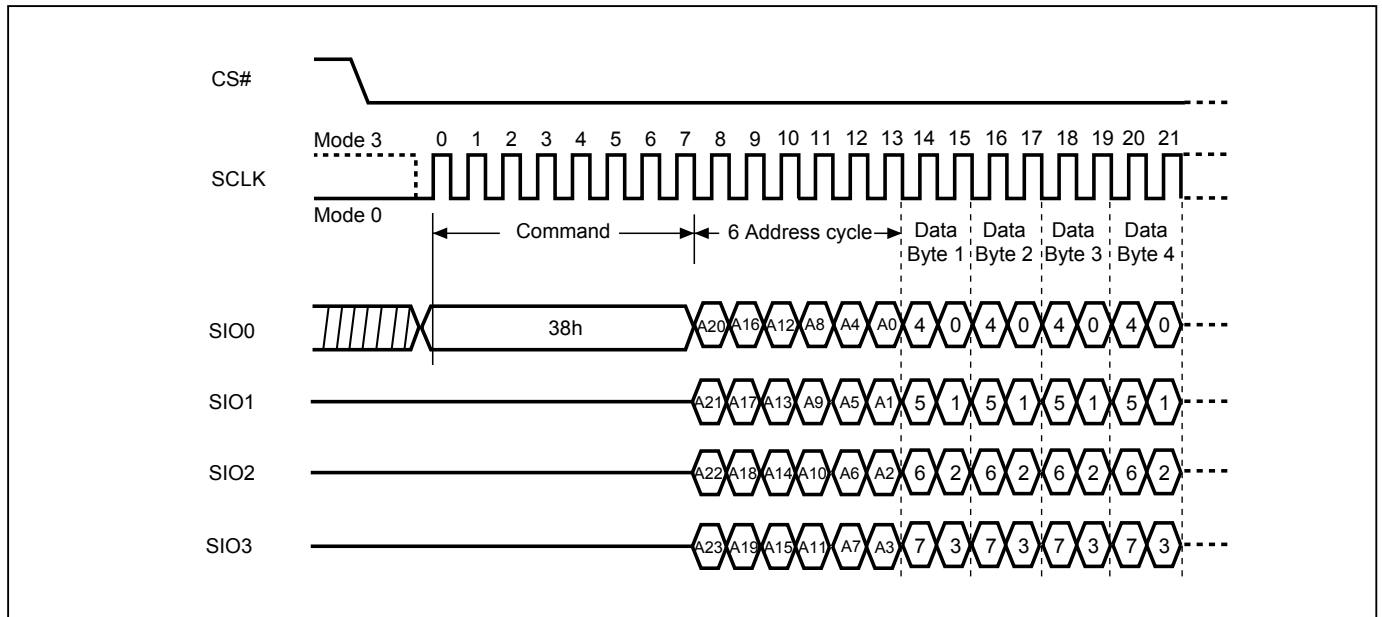 CS#
Mode 3 0 1 2 3 4 5 6 7 8 9 10 11 12 13 14 15 16 17 18 19 20 21
SCLK
Mode 0
Command 6 Address cycle Data Data Data Data
Byte 1 Byte 2 Byte 3 Byte 4
SIO0 38h A20 A16 A12 A8 A4 A0 4 0 4 0 4 0 4 0
SIO1 A21 A17 A13 A9 A5 A1 5 1 5 1 5 1 5 1
SIO2 A22 A18 A14 A10 A6 A2 6 2 6 2 6 2 6 2
SIO3 A23 A19 A15 A11 A7 A3 7 3 7 3 7 3 7 3